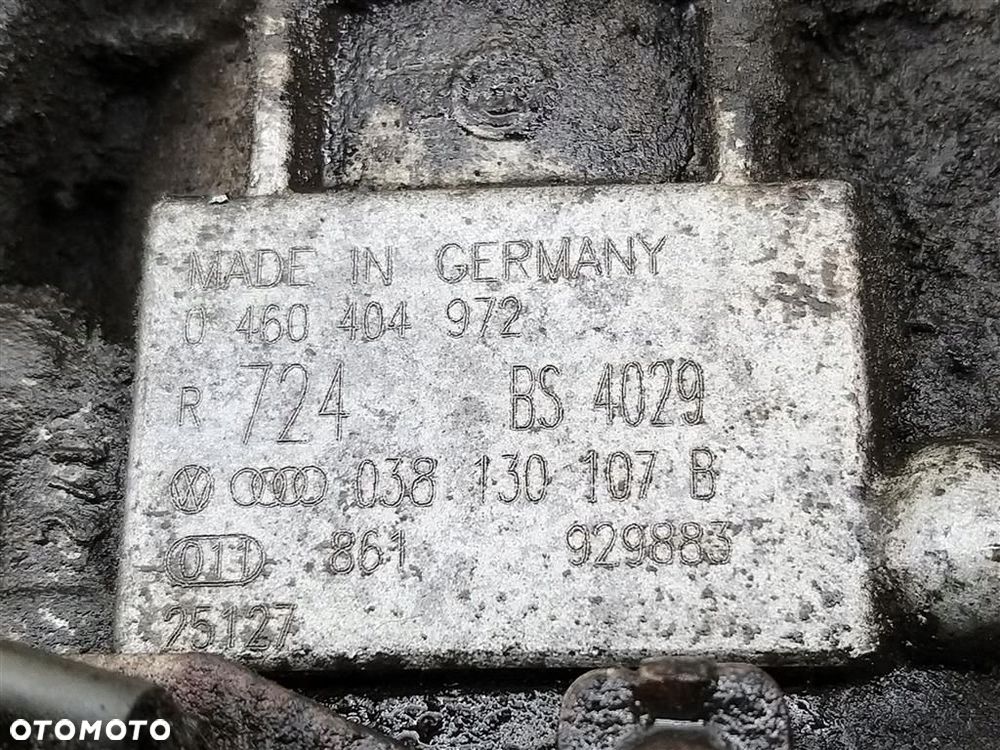 MADE IN GERMANY
0 460 404 972
R 724 BS 4029
038 130 107 B
011 861 929883
25127
OTOMOTO